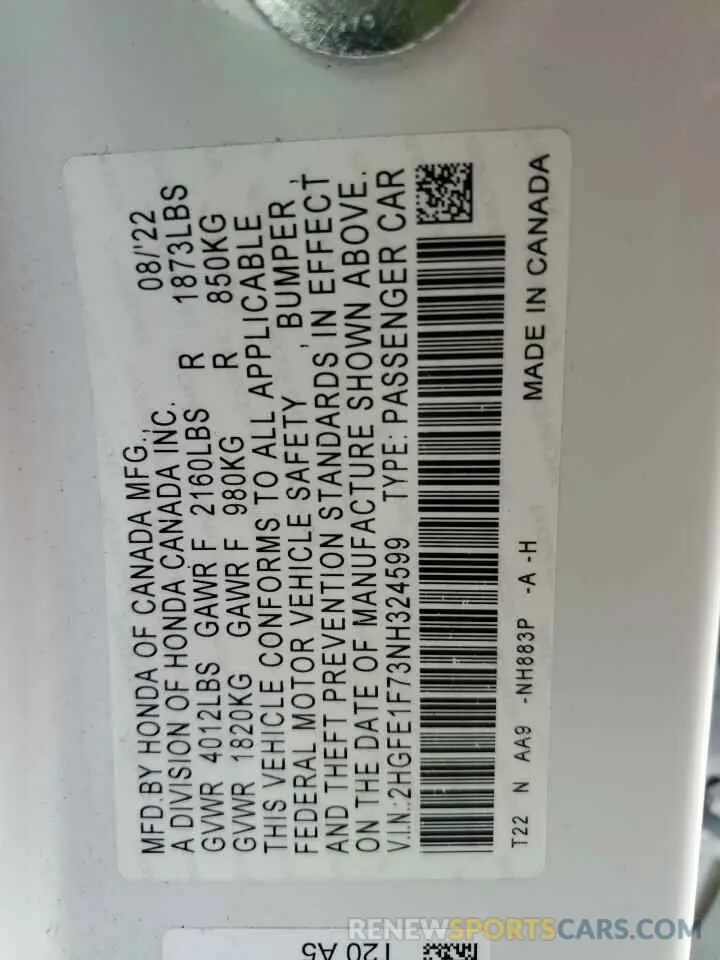 MFD.BY HONDA OF CANADA MFG., 08/'22
A DIVISION OF HONDA CANADA INC.
GVWR 4012LBS GAWR F 2160LBS R 1873LBS
GVWR 1820KG GAWR F 980KG R 850KG
THIS VEHICLE CONFORMS TO ALL APPLICABLE
FEDERAL MOTOR VEHICLE SAFETY , BUMPER ,
AND THEFT PREVENTION STANDARDS IN EFFECT
ON THE DATE OF MANUFACTURE SHOWN ABOVE.
V.I.N.:2HGFE1F73NH324599 TYPE: PASSENGER CAR
T22 N AA9 -NH883P -A -H
MADE IN CANADA
T20 A5
RENEWSPORTSCARS.COM